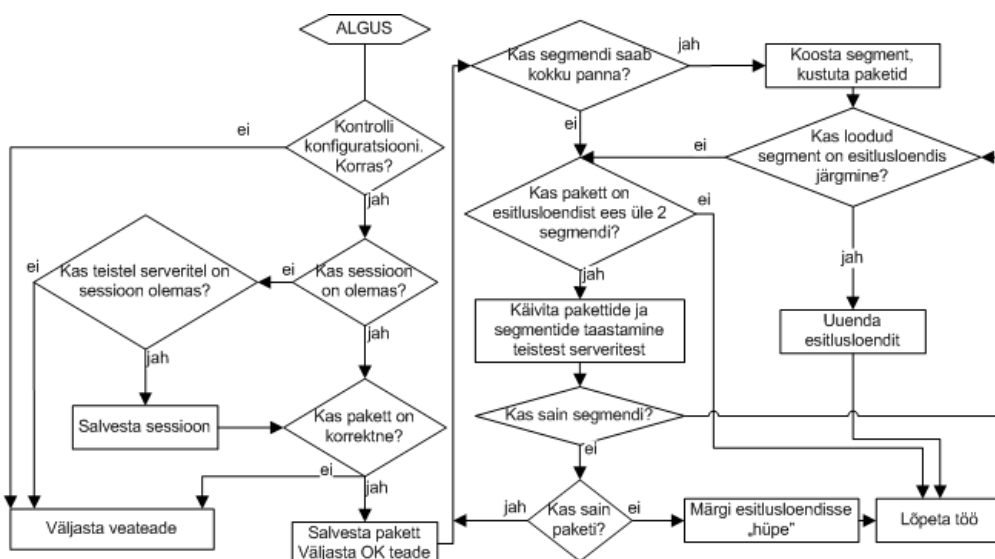 ALGUS
Kontrolli
konfiguratsiooni.
Korras?
ei
jah
Kas sessioon
on olemas?
ei
jah
Kas teistel serveritel on
sessioon olemas?
ei
jah
Salvesta sessioon
Kas pakett on
korrektne?
ei
jah
Väljasta veateade
Salvesta pakett
Väljasta OK teade
Kas segmendi saab
kokku panna?
jah
ei
Koosta segment,
kustuta paketid
Kas loodud
segment on esitlusloendis
järgmine?
ei
jah
Uuenda
esitlusloendit
Kas pakett on
esitlusloendist ees üle 2
segmendi?
ei
jah
Käivita pakettide ja
segmentide taastamine
teistest serveritest
Kas sain segmendi?
ei
Kas sain
paketi?
jah
ei
Märgi esitlusloendisse
„hüpe"
Lõpeta töö